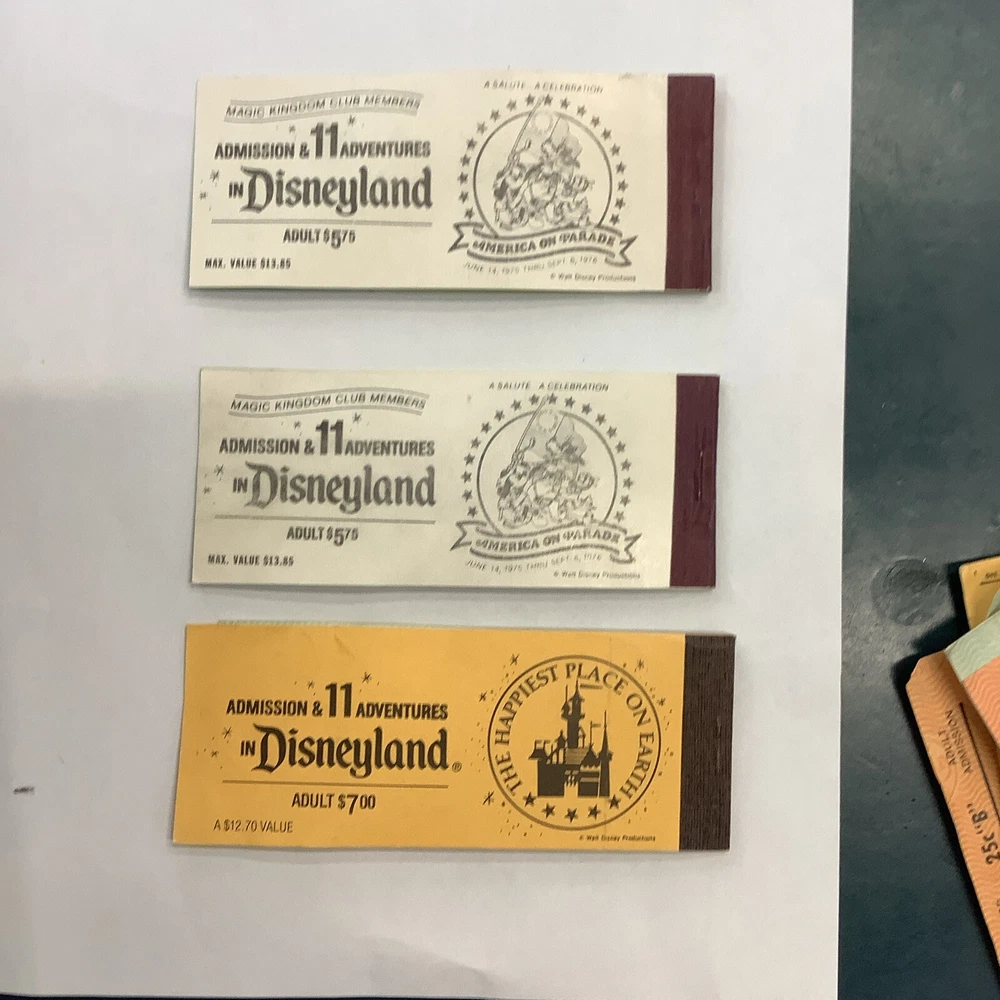 MAGIC KINGDOM CLUB MEMBERS
ADMISSION & 11 ADVENTURES
IN Disneyland
ADULT $5.75
MAX. VALUE $13.85
A SALUTE A CELEBRATION
AMERICA ON PARADE
JUNE 14, 1975 THRU SEPT. 6, 1976
© Walt Disney Productions
MAGIC KINGDOM CLUB MEMBERS
ADMISSION & 11 ADVENTURES
IN Disneyland
ADULT $5.75
MAX. VALUE $13.85
A SALUTE A CELEBRATION
AMERICA ON PARADE
JUNE 14, 1975 THRU SEPT. 6, 1976
© Walt Disney Productions
ADMISSION & 11 ADVENTURES
IN Disneyland®
ADULT $7.00
A $12.70 VALUE
THE HAPPIEST PLACE ON EARTH
© Walt Disney Productions
ADULT
ADMISSION
25c "B"